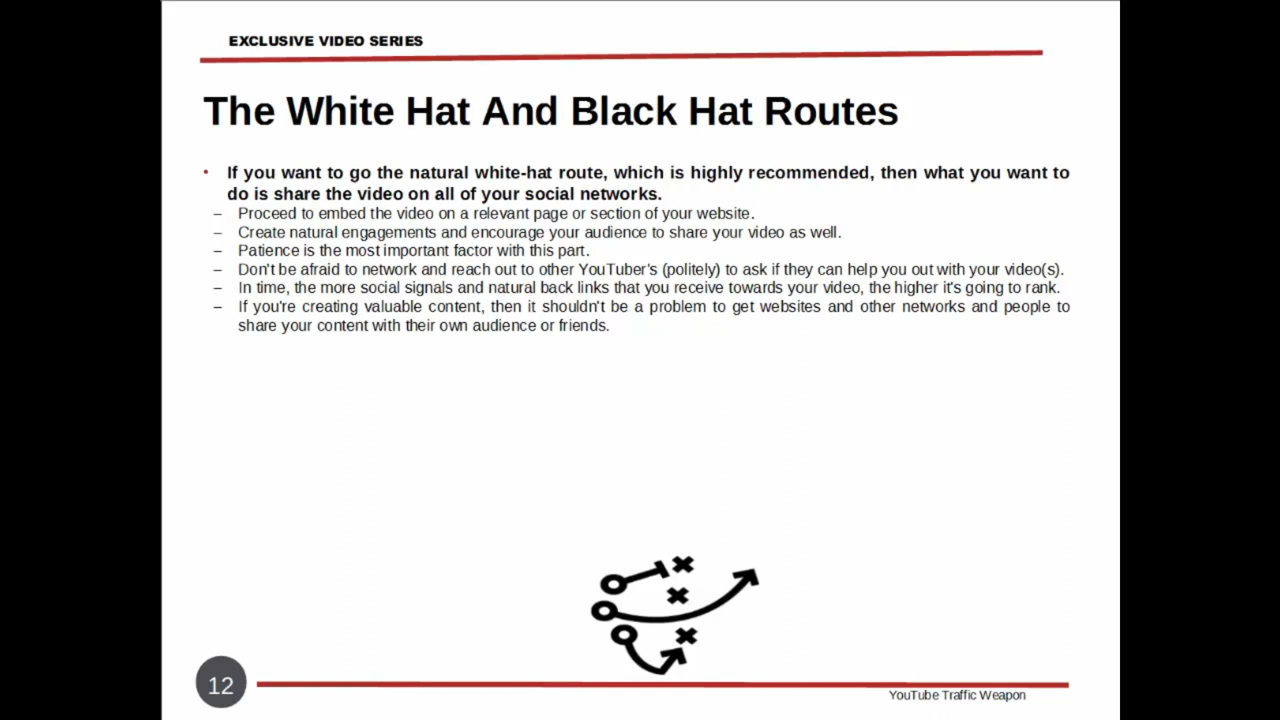 EXCLUSIVE VIDEO SERIES
The White Hat And Black Hat Routes
• If you want to go the natural white-hat route, which is highly recommended, then what you want to
do is share the video on all of your social networks.
– Proceed to embed the video on a relevant page or section of your website.
– Create natural engagements and encourage your audience to share your video as well.
– Patience is the most important factor with this part.
– Don't be afraid to network and reach out to other YouTuber's (politely) to ask if they can help you out with your video(s).
– In time, the more social signals and natural back links that you receive towards your video, the higher it's going to rank.
– If you're creating valuable content, then it shouldn't be a problem to get websites and other networks and people to
share your content with their own audience or friends.
12
YouTube Traffic Weapon